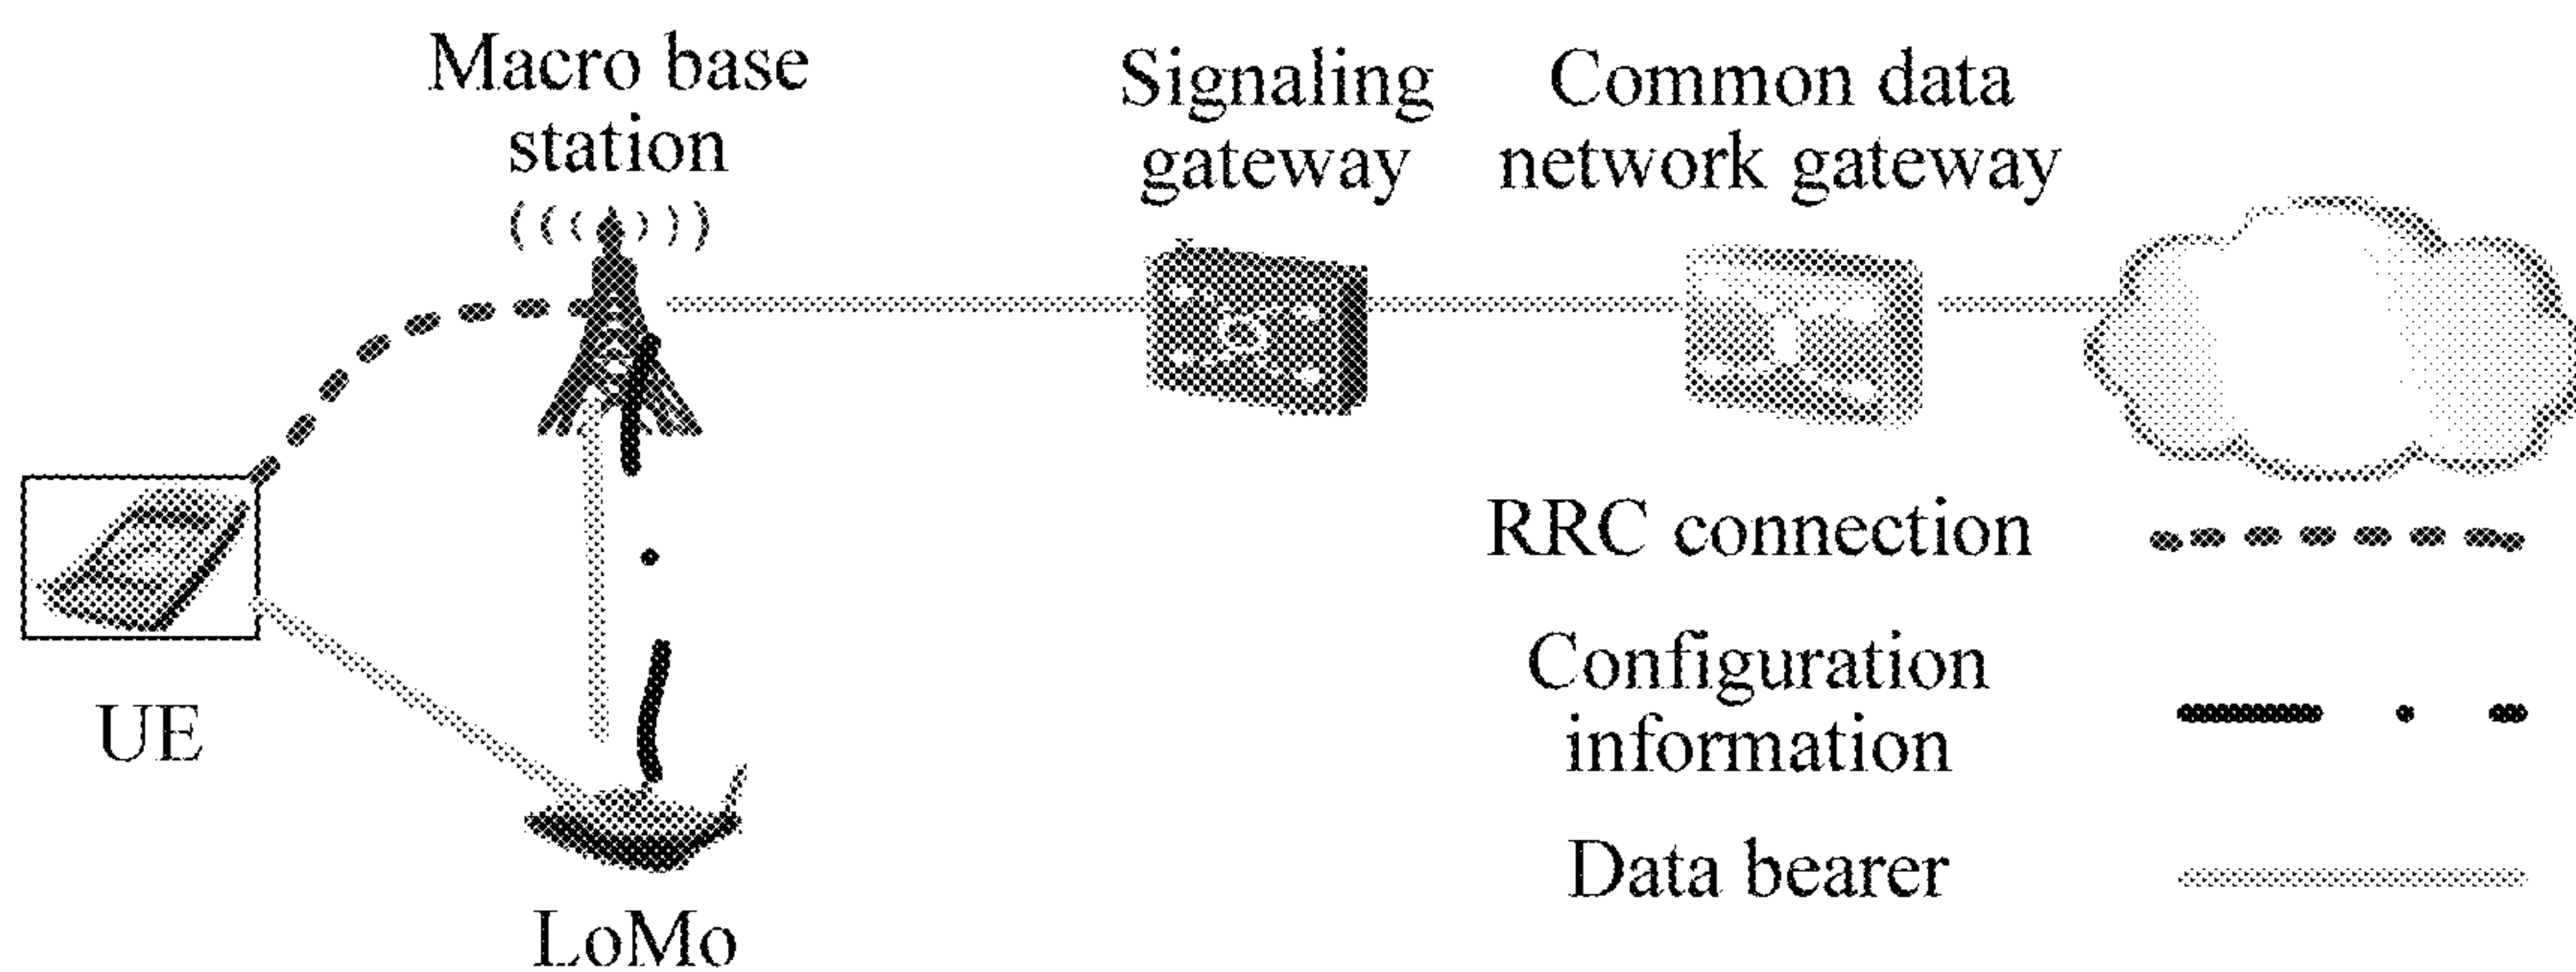 Macro base
station
Signaling
gateway
Common data
network gateway
UE
LoMo
RRC connection
Configuration
information
Data bearer